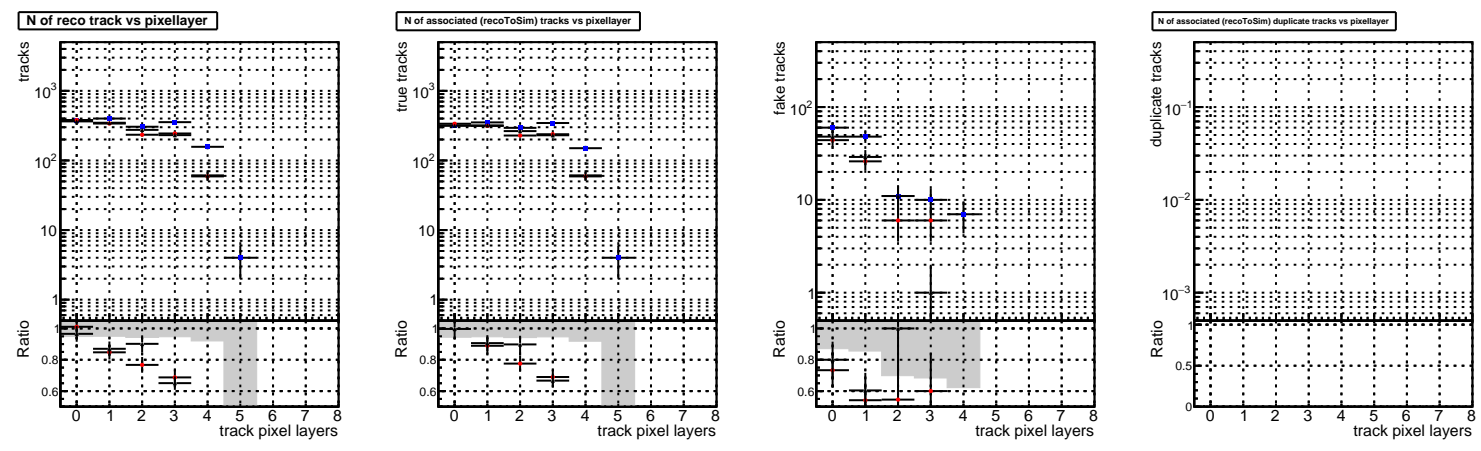 N of reco track vs pixellayer
tracks
10³
10²
10
1
Ratio
1
0.8
0.6
0 1 2 3 4 5 6 7 8
track pixel layers
N of associated (recoToSim) tracks vs pixellayer
true tracks
10³
10²
10
1
Ratio
1
0.8
0.6
0 1 2 3 4 5 6 7 8
track pixel layers
fake tracks
10²
10
1
Ratio
1
0.8
0.6
0 1 2 3 4 5 6 7 8
track pixel layers
N of associated (recoToSim) duplicate tracks vs pixellayer
duplicate tracks
10⁻¹
10⁻²
10⁻³
Ratio
1
0.5
0
0 1 2 3 4 5 6 7 8
track pixel layers